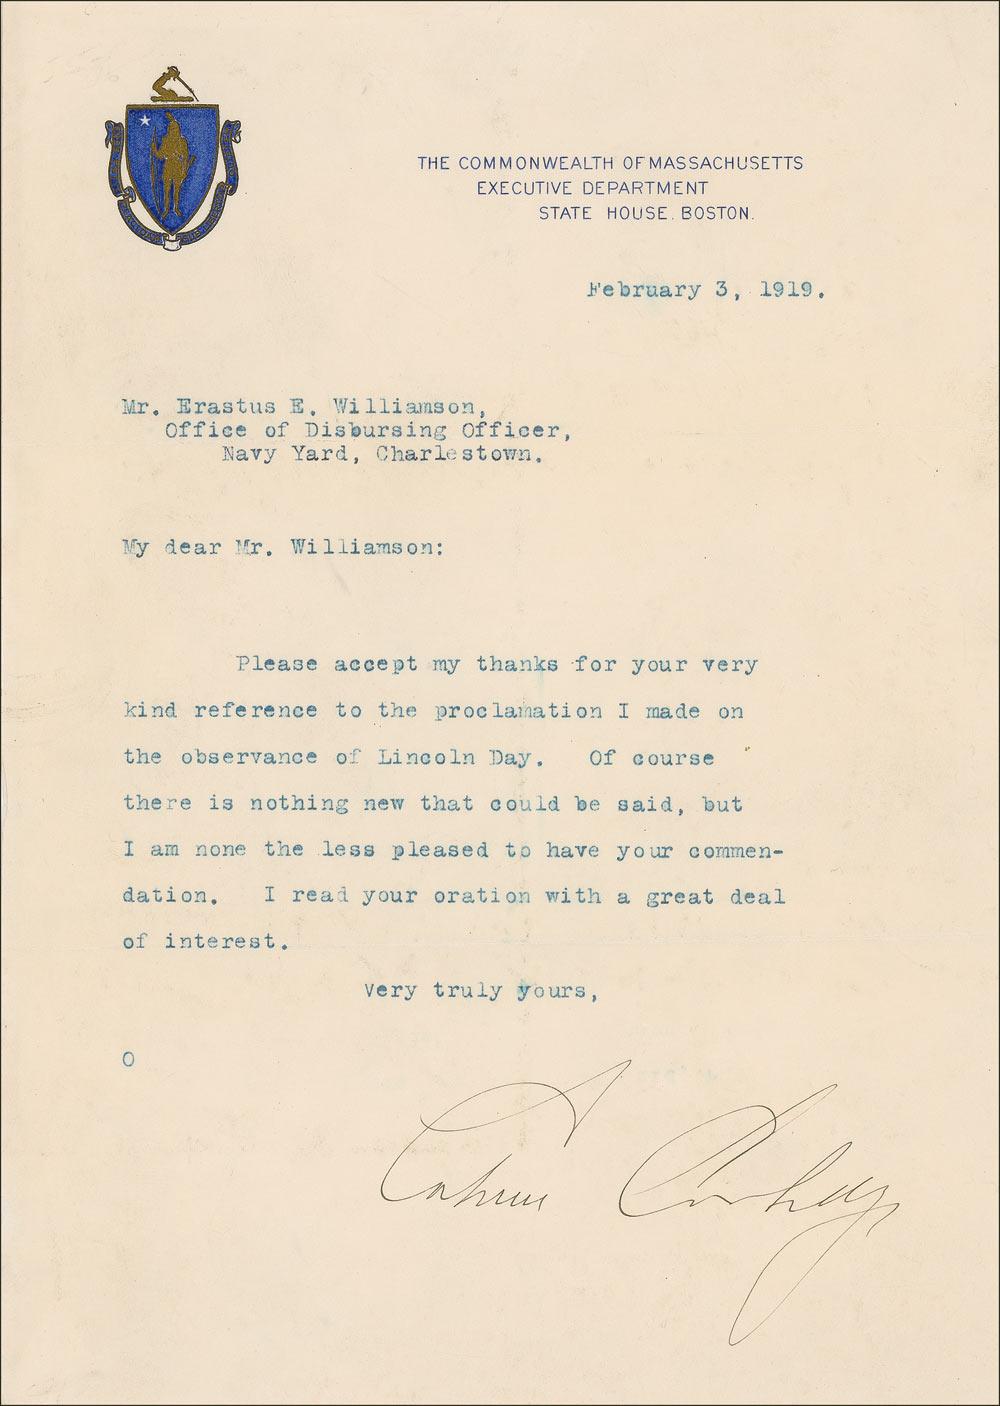 THE COMMONWEALTH OF MASSACHUSETTS
EXECUTIVE DEPARTMENT
STATE HOUSE. BOSTON.
February 3, 1919.
Mr. Erastus E. Williamson,
Office of Disbursing Officer,
Navy Yard, Charlestown.
My dear Mr. Williamson:
Please accept my thanks for your very
kind reference to the proclamation I made on
the observance of Lincoln Day. Of course
there is nothing new that could be said, but
I am none the less pleased to have your commen-
dation. I read your oration with a great deal
of interest.
Very truly yours,
O
Calvin Coolidge